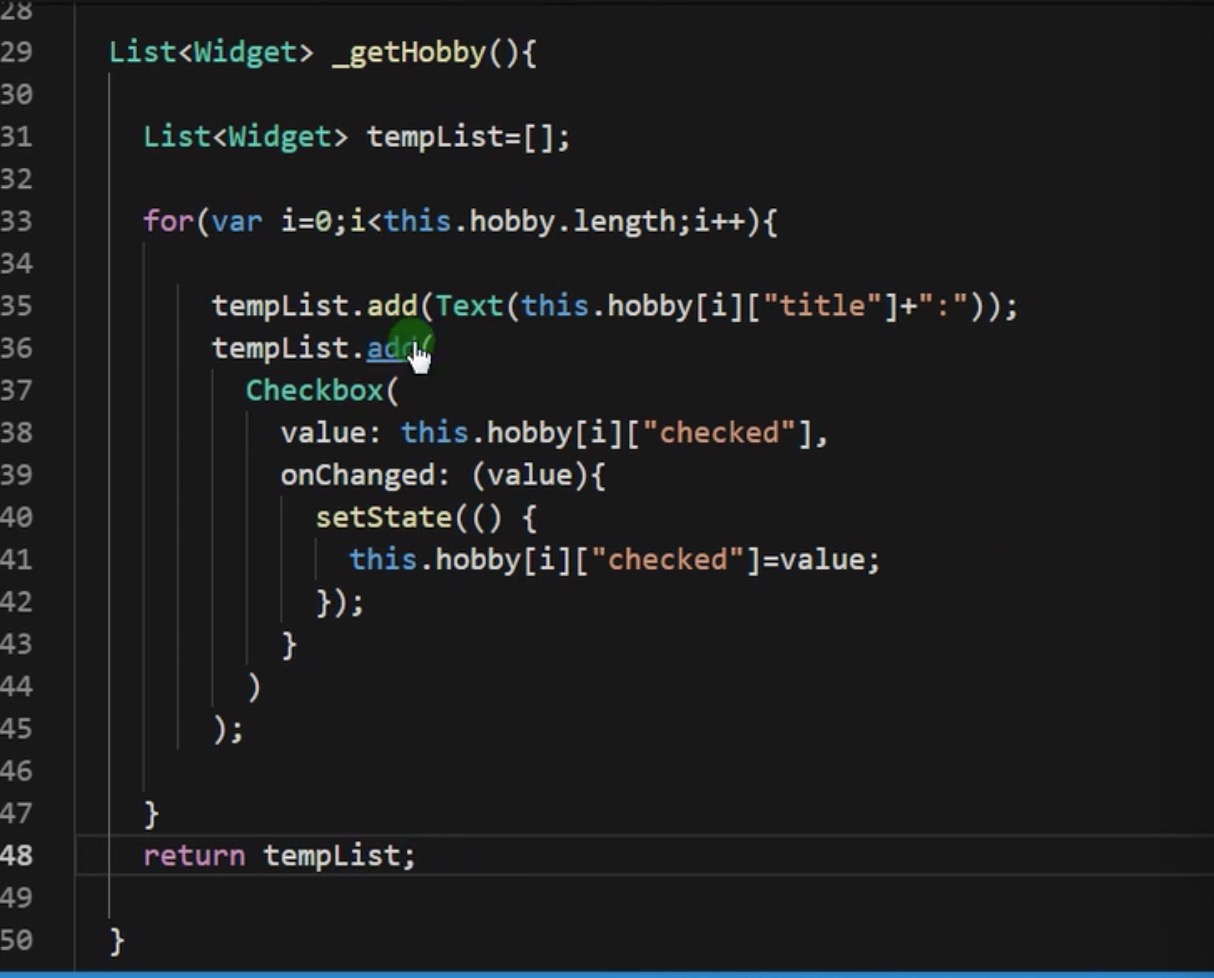 28
29 List<Widget> _getHobby(){
30
31 List<Widget> tempList=[];
32
33 for(var i=0;i<this.hobby.length;i++){
34
35 tempList.add(Text(this.hobby[i]["title"]+":"));
36 tempList.add(
37 Checkbox(
38 value: this.hobby[i]["checked"],
39 onChanged: (value){
40 setState(() {
41 this.hobby[i]["checked"]=value;
42 });
43 }
44 )
45 );
46
47 }
48 return tempList;
49
50 }